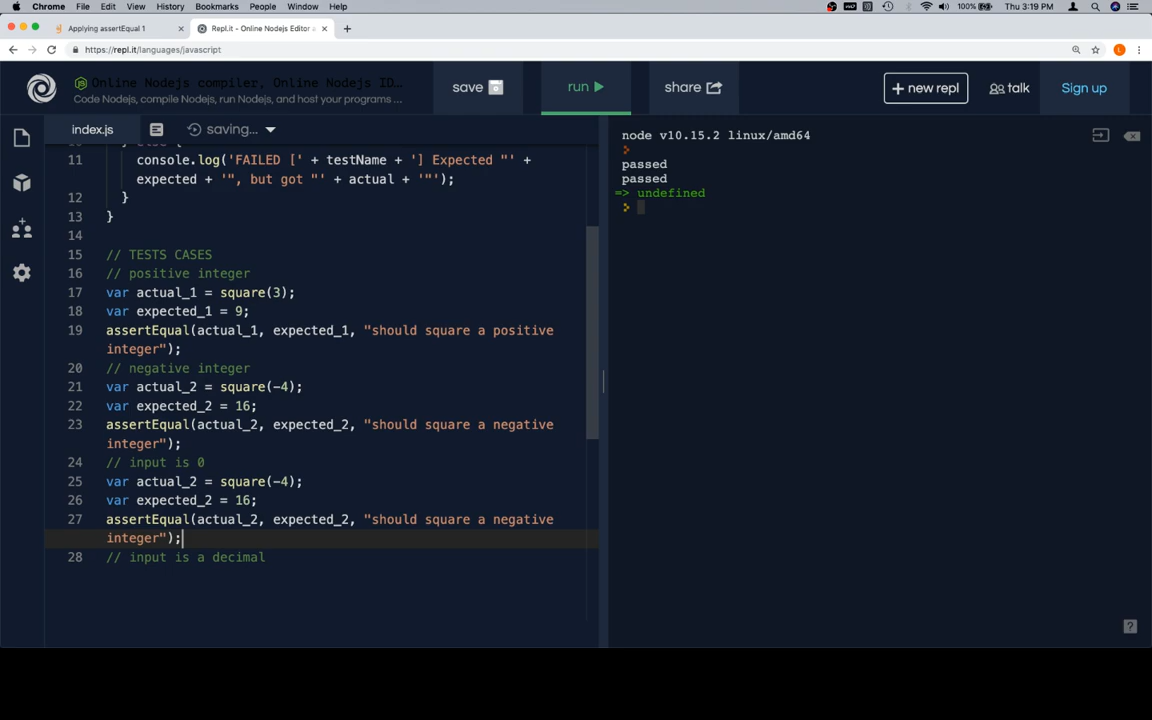 Chrome File Edit View History Bookmarks People Window Help 100% Thu 3:19 PM
Applying assertEqual 1
Repl.it - Online Nodejs Editor a
https://repl.it/languages/javascript
Online Nodejs compiler, Online Nodejs ID...
Code Nodejs, compile Nodejs, run Nodejs, and host your programs ...
save
run
share
+ new repl
talk
Sign up
index.js
saving...
11 console.log('FAILED [' + testName + '] Expected "' +
expected + '", but got "' + actual + '"');
12 }
13 }
14
15 // TESTS CASES
16 // positive integer
17 var actual_1 = square(3);
18 var expected_1 = 9;
19 assertEqual(actual_1, expected_1, "should square a positive
integer");
20 // negative integer
21 var actual_2 = square(-4);
22 var expected_2 = 16;
23 assertEqual(actual_2, expected_2, "should square a negative
integer");
24 // input is 0
25 var actual_2 = square(-4);
26 var expected_2 = 16;
27 assertEqual(actual_2, expected_2, "should square a negative
integer");
28 // input is a decimal
node v10.15.2 linux/amd64
passed
passed
=> undefined
?